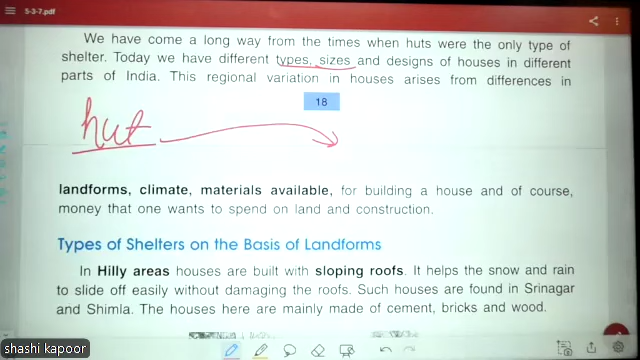 5-3-7.pdf
We have come a long way from the times when huts were the only type of
shelter. Today we have different types, sizes and designs of houses in different
parts of India. This regional variation in houses arises from differences in
18
hut
landforms, climate, materials available, for building a house and of course,
money that one wants to spend on land and construction.
Types of Shelters on the Basis of Landforms
In Hilly areas houses are built with sloping roofs. It helps the snow and rain
to slide off easily without damaging the roofs. Such houses are found in Srinagar
and Shimla. The houses here are mainly made of cement, bricks and wood.
shashi kapoor